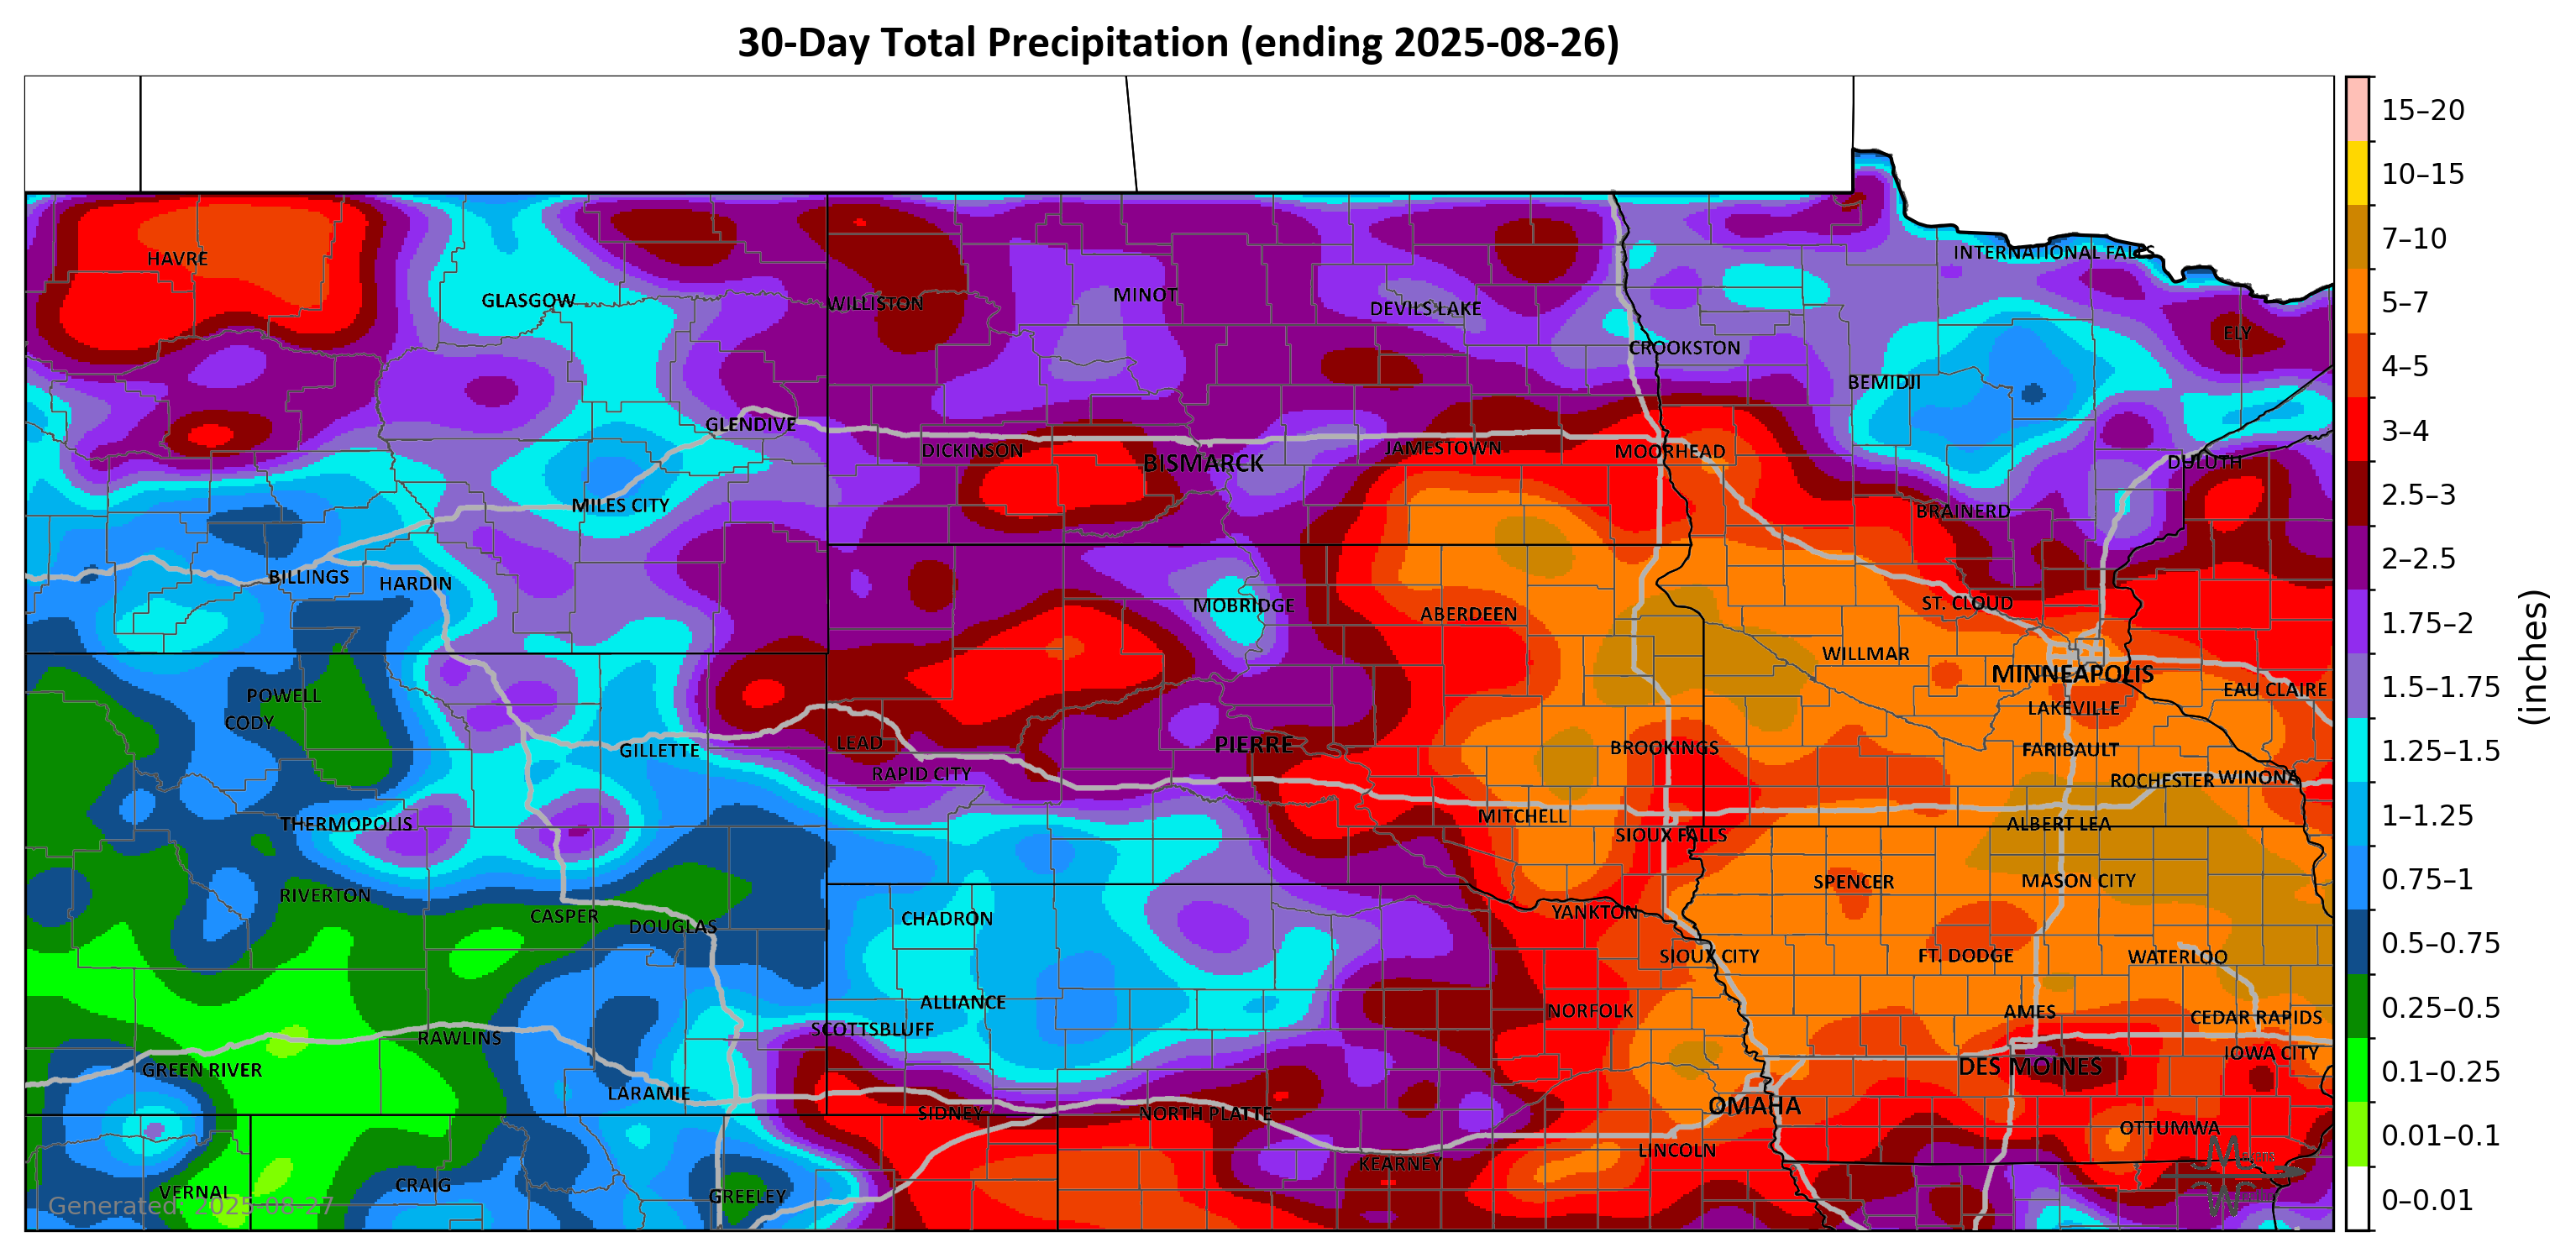 30-Day Total Precipitation (ending 2025-08-26)
15–20
10–15
7–10
5–7
4–5
3–4
2.5–3
2–2.5
1.75–2
1.5–1.75
1.25–1.5
1–1.25
0.75–1
0.5–0.75
0.25–0.5
0.1–0.25
0.01–0.1
0–0.01
(inches)
INTERNATIONAL FALLS
HAVRE
GLASGOW
WILLISTON
MINOT
DEVILS LAKE
ELY
CROOKSTON
BEMIDJI
GLENDIVE
DICKINSON
BISMARCK
JAMESTOWN
MOORHEAD
DULUTH
MILES CITY
BRAINERD
BILLINGS
HARDIN
MOBRIDGE
ABERDEEN
ST. CLOUD
WILLMAR
MINNEAPOLIS
POWELL
EAU CLAIRE
CODY
LAKEVILLE
GILLETTE
LEAD
PIERRE
BROOKINGS
FARIBAULT
RAPID CITY
ROCHESTER
WINONA
THERMOPOLIS
MITCHELL
SIOUX FALLS
ALBERT LEA
RIVERTON
SPENCER
MASON CITY
CASPER
DOUGLAS
CHADRON
YANKTON
SIOUX CITY
FT. DODGE
WATERLOO
ALLIANCE
NORFOLK
AMES
CEDAR RAPIDS
SCOTTSBLUFF
RAWLINS
IOWA CITY
GREEN RIVER
DES MOINES
LARAMIE
SIDNEY
NORTH PLATTE
OMAHA
OTTUMWA
LINCOLN
KEARNEY
VERNAL
CRAIG
GREELEY
Generated: 2025-08-27